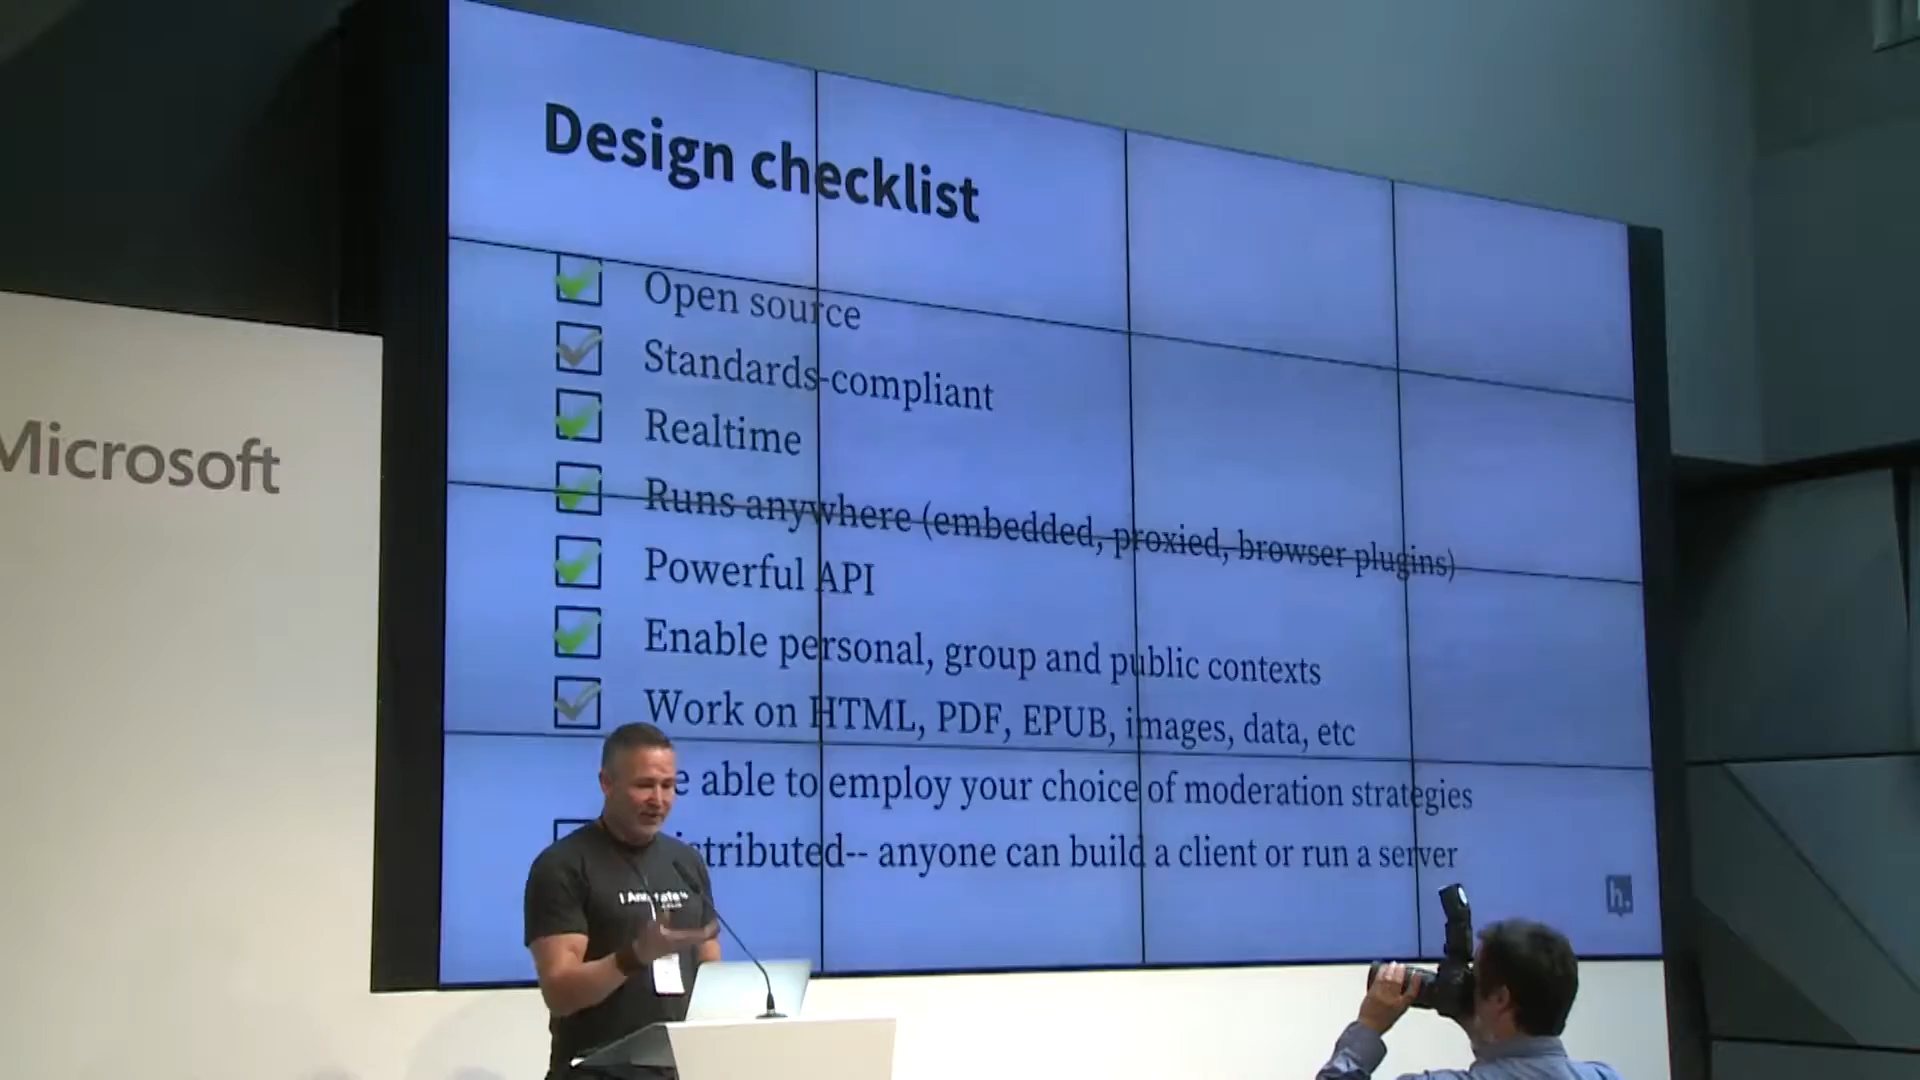 Design checklist
Open source
Standards-compliant
Realtime
Runs anywhere (embedded, proxied, browser plugins)
Powerful API
Enable personal, group and public contexts
Work on HTML, PDF, EPUB, images, data, etc
able to employ your choice of moderation strategies
anyone can build a client or run a server
Microsoft
h.
I